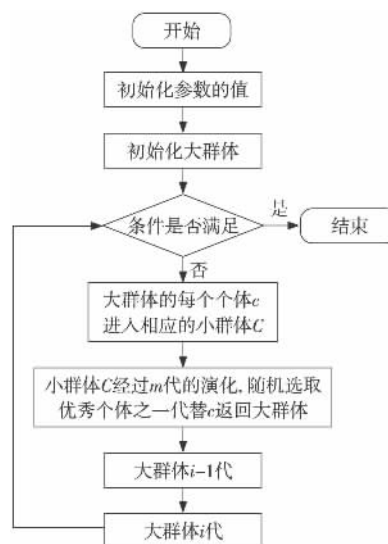 开始
初始化参数的值
初始化大群体
条件是否满足
是
结束
否
大群体的每个个体c
进入相应的小群体C
小群体C经过m代的演化,随机选取
优秀个体之一代替c返回大群体
大群体i-1代
大群体i代